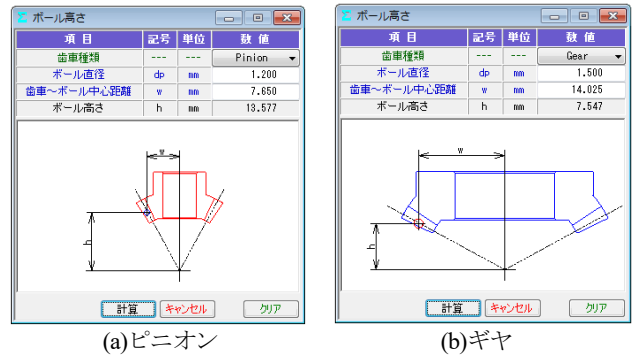 ボール高さ
項 目 記号 単位 数 値
歯車種類 --- --- Pinion
ボール直径 dp mm 1.200
歯車～ボール中心距離 w mm 7.650
ボール高さ h mm 13.577
w
h
計算 キャンセル クリア
(a)ピニオン
ボール高さ
項 目 記号 単位 数 値
歯車種類 --- --- Gear
ボール直径 dp mm 1.500
歯車～ボール中心距離 w mm 14.025
ボール高さ h mm 7.547
w
h
計算 キャンセル クリア
(b)ギヤ